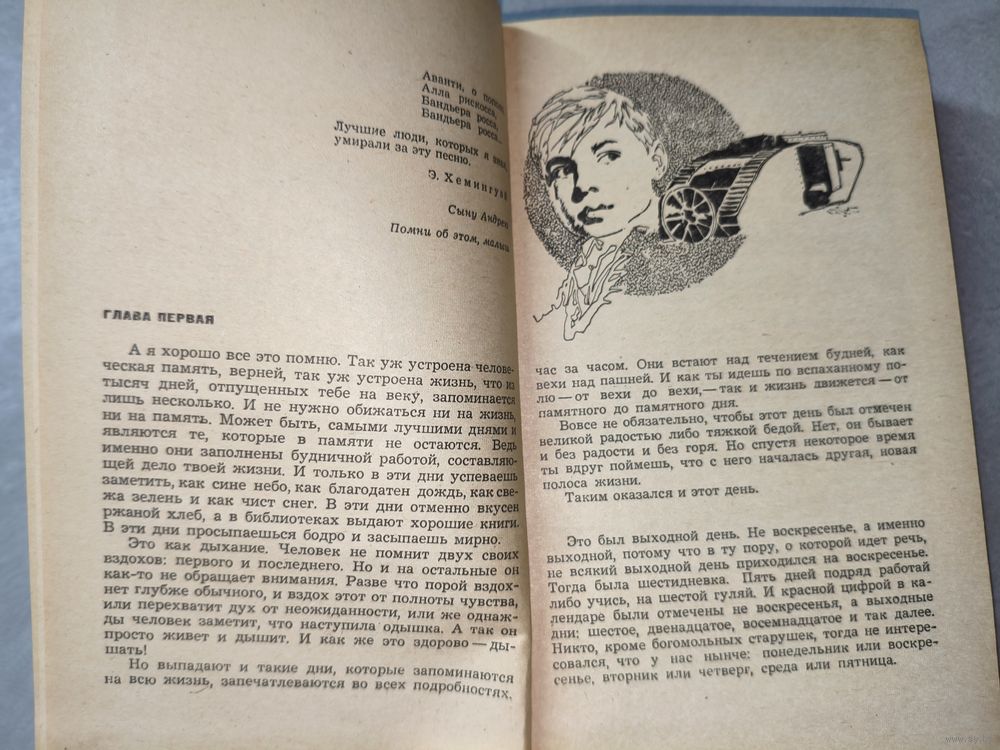 Аванти, о пополо,
Алла рискосса,
Бандьера росса,
Бандьера росса...
Лучшие люди, которых я знал,
умирали за эту песню.
Э. Хемингуэй
Сыну Андрею
Помни об этом, малыш
ГЛАВА ПЕРВАЯ
А я хорошо все это помню. Так уж устроена челове-
ческая память, верней, так уж устроена жизнь, что из
тысяч дней, отпущенных тебе на веку, запоминается
лишь несколько. И не нужно обижаться ни на жизнь,
ни на память. Может быть, самыми лучшими днями и
являются те, которые в памяти не остаются. Ведь
именно они заполнены будничной работой, составляю-
щей дело твоей жизни. И только в эти дни успеваешь
заметить, как сине небо, как благодатен дождь, как све-
жа зелень и как чист снег. В эти дни отменно вкусен
ржаной хлеб, а в библиотеках выдают хорошие книги.
В эти дни просыпаешься бодро и засыпаешь мирно.
Это как дыхание. Человек не помнит двух своих
вздохов: первого и последнего. Но и на остальные он
как-то не обращает внимания. Разве что порой вздох-
нет глубже обычного, и вздох этот от полноты чувства,
или перехватит дух от неожиданности, или же однаж-
ды человек заметит, что наступила одышка. А так он
просто живет и дышит. И как же это здорово — ды-
шать!
Но выпадают и такие дни, которые запоминаются
на всю жизнь, запечатлеваются во всех подробностях,
час за часом. Они встают над течением будней, как
вехи над пашней. И как ты идешь по вспаханному по-
лю — от вехи до вехи,— так и жизнь движется — от
памятного до памятного дня.
Вовсе не обязательно, чтобы этот день был отмечен
великой радостью либо тяжкой бедой. Нет, он бывает
и без радости и без горя. Но спустя некоторое время
ты вдруг поймешь, что с него началась другая, новая
полоса жизни.
Таким оказался и этот день.
Это был выходной день. Не воскресенье, а именно
выходной, потому что в ту пору, о которой идет речь,
не всякий выходной день приходился на воскресенье.
Тогда была шестидневка. Пять дней подряд работай
либо учись, на шестой гуляй. И красной цифрой в ка-
лендаре были отмечены не воскресенья, а выходные
дни: шестое, двенадцатое, восемнадцатое и так далее.
Никто, кроме богомольных старушек, тогда не интере-
совался, что у нас нынче: понедельник или воскре-
сенье, вторник или четверг, среда или пятница.